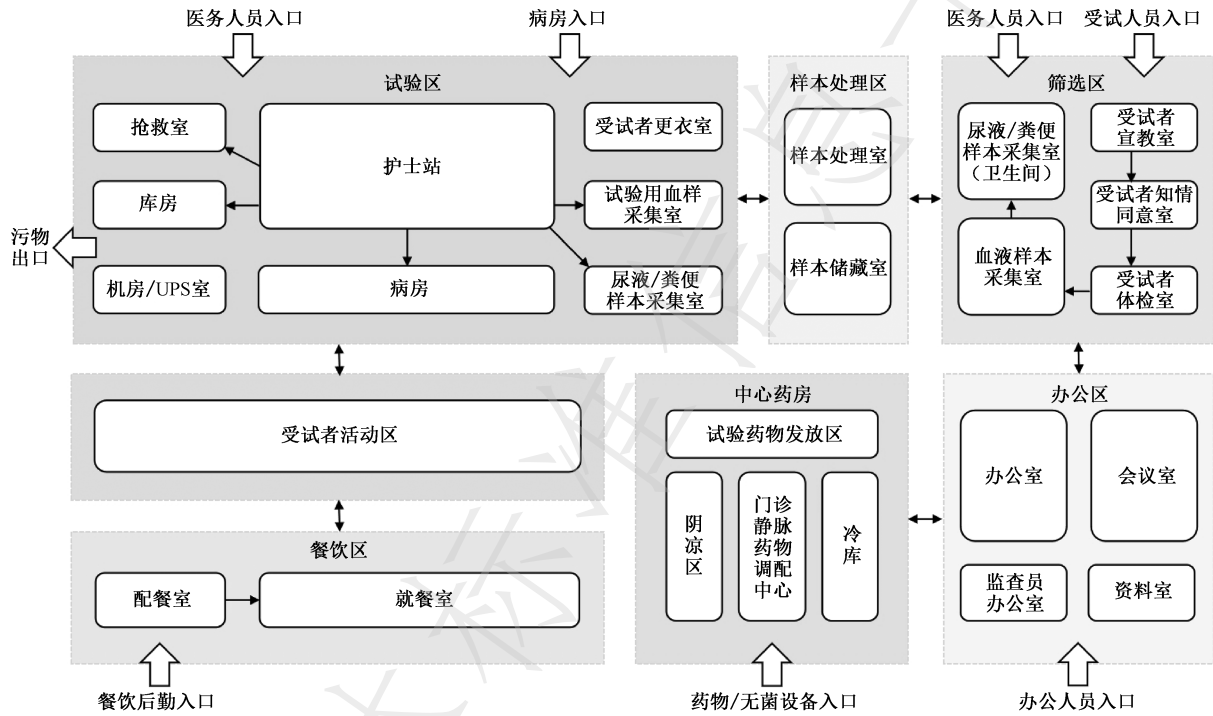 医务人员入口
病房入口
医务人员入口
受试人员入口
试验区
抢救室
护士站
受试者更衣室
库房
试验用血样
采集室
污物
出口
机房/UPS室
病房
尿液/粪便
样本采集室
样本处理区
样本处理室
样本储藏室
筛选区
尿液/粪便
样本采集室
（卫生间）
受试者
宣教室
受试者知情
同意室
血液样本
采集室
受试者
体检室
受试者活动区
餐饮区
配餐室
就餐室
餐饮后勤入口
中心药房
试验药物发放区
阴
凉
区
门诊
静脉
药物
调配
中心
冷
库
药物/无菌设备入口
办公区
办公室
会议室
监查员
办公室
资料室
办公人员入口